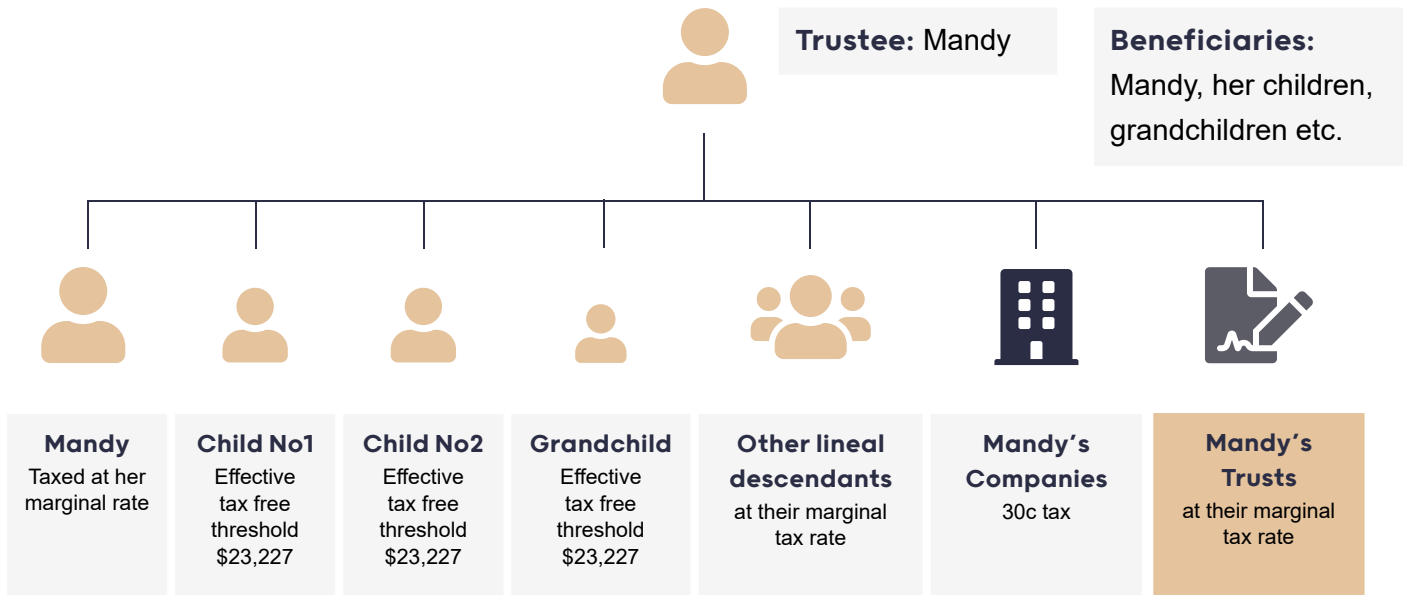 Trustee: Mandy
Beneficiaries:
Mandy, her children,
grandchildren etc.
Mandy
Taxed at her
marginal rate
Child No1
Effective
tax free
threshold
$23,227
Child No2
Effective
tax free
threshold
$23,227
Grandchild
Effective
tax free
threshold
$23,227
Other lineal
descendants
at their marginal
tax rate
Mandy's
Companies
30c tax
Mandy's
Trusts
at their marginal
tax rate